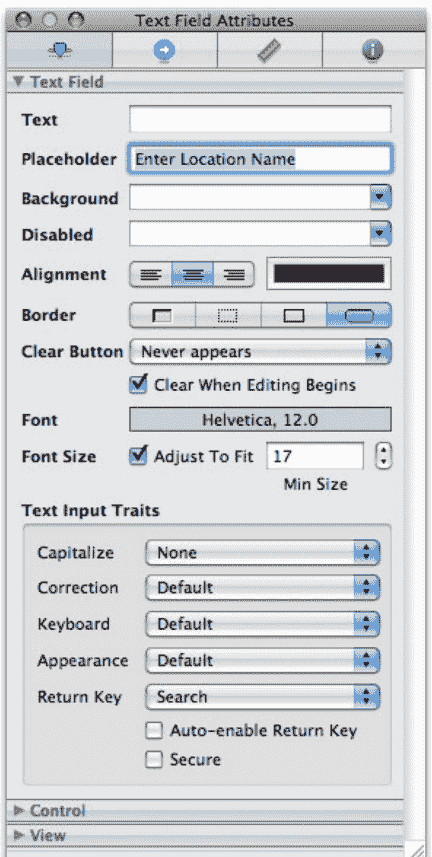 Text Field Attributes
Text Field
Text
Placeholder Enter Location Name
Background
Disabled
Alignment
Border
Clear Button Never appears
Clear When Editing Begins
Font Helvetica, 12.0
Font Size Adjust To Fit 17
Min Size
Text Input Traits
Capitalize None
Correction Default
Keyboard Default
Appearance Default
Return Key Search
Auto-enable Return Key
Secure
Control
View